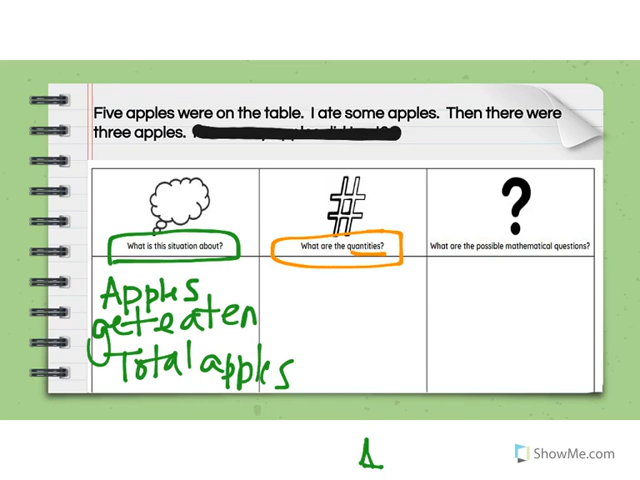 Five apples were on the table. I ate some apples. Then there were
three apples.
What is this situation about?
What are the quantities?
What are the possible mathematical questions?
Apples
get eaten
Total apples
ShowMe.com